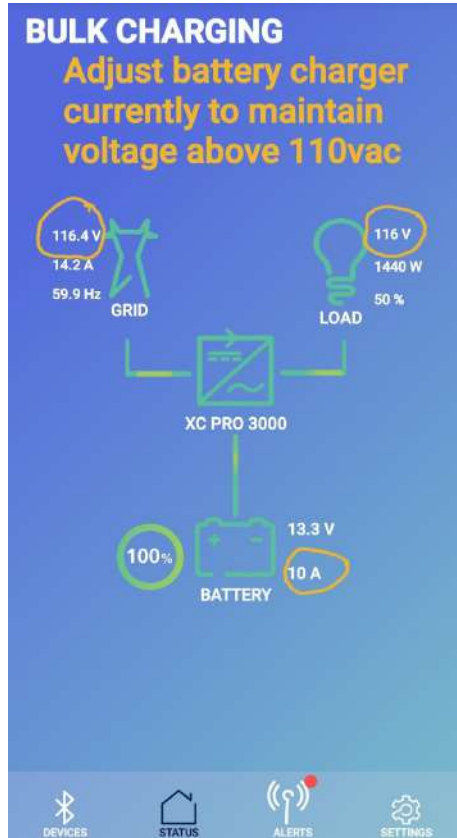 BULK CHARGING
Adjust battery charger
currently to maintain
voltage above 110vac
116.4 V
14.2 A
59.9 Hz
GRID
116 V
1440 W
50 %
LOAD
XC PRO 3000
100%
13.3 V
10 A
BATTERY
DEVICES
STATUS
ALERTS
SETTINGS